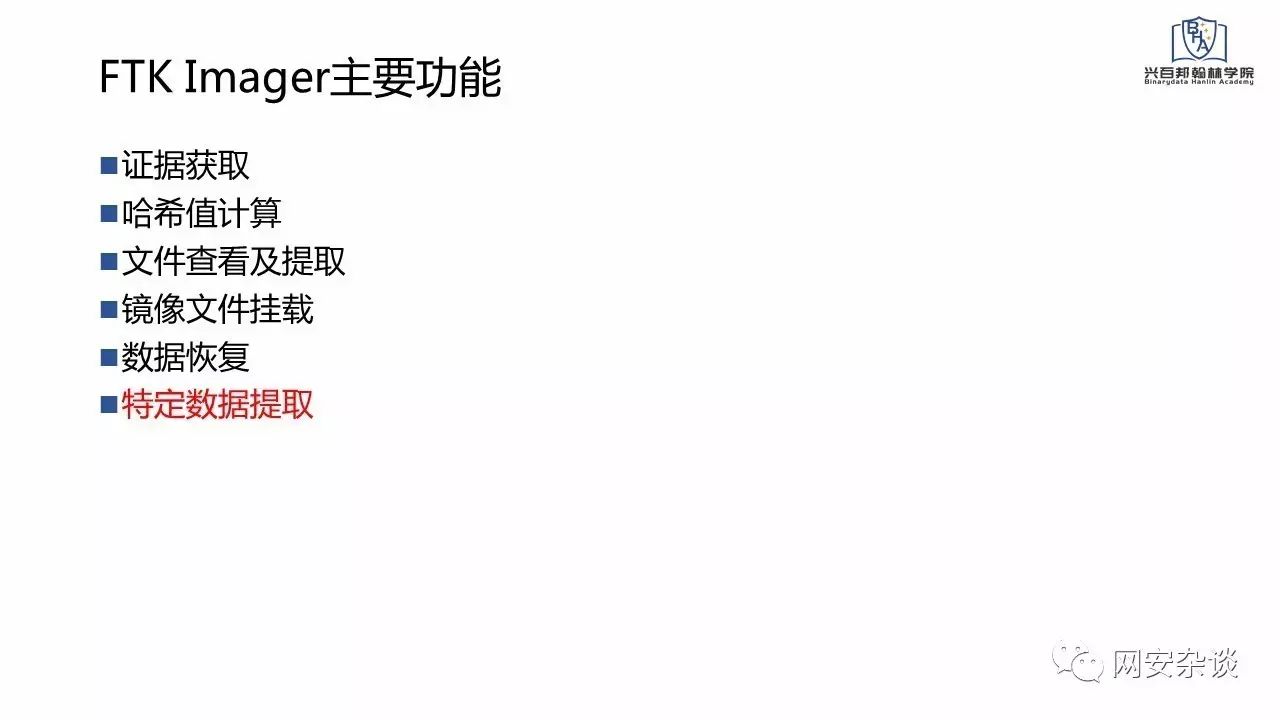 FTK Imager主要功能
BHA
兴百邦翰林学院
Binarydata Hanlin Academy
■证据获取
■哈希值计算
■文件查看及提取
■镜像文件挂载
■数据恢复
■特定数据提取
网安杂谈